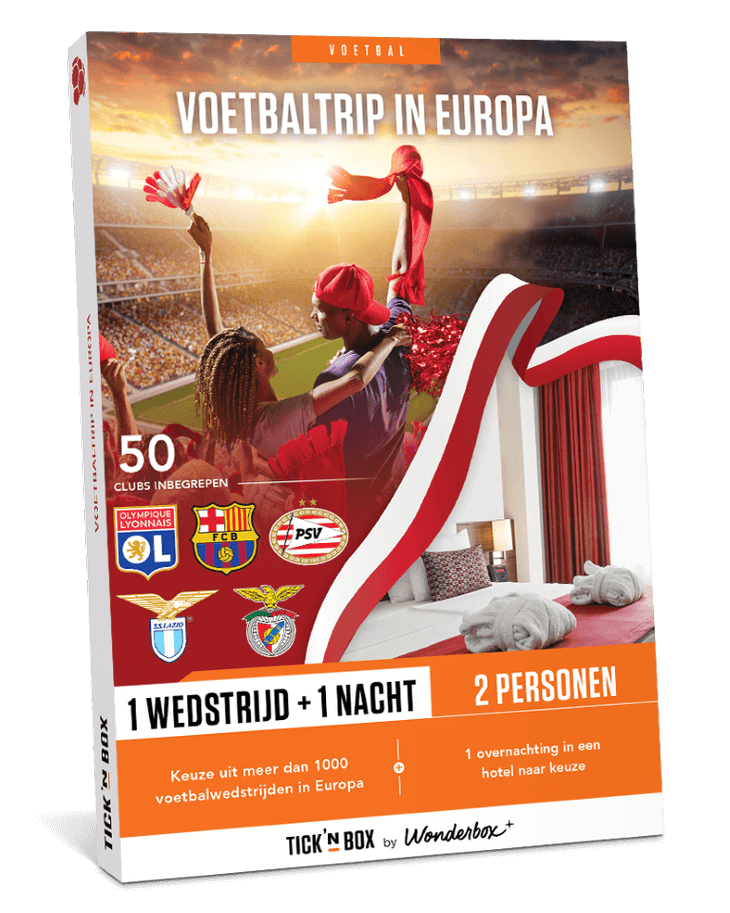 VOETBAL
VOETBALTRIP IN EUROPA
VOETBALTRIP IN EUROPA
50
CLUBS INBEGREPEN
OLYMPIQUE
LYONNAIS
OL
FCB
PSV
S.S.LAZIO
1 WEDSTRIJD + 1 NACHT
2 PERSONEN
Keuze uit meer dan 1000
voetbalwedstrijden in Europa
+
1 overnachting in een
hotel naar keuze
TICK'N BOX
TICK'N BOX by Wonderbox+